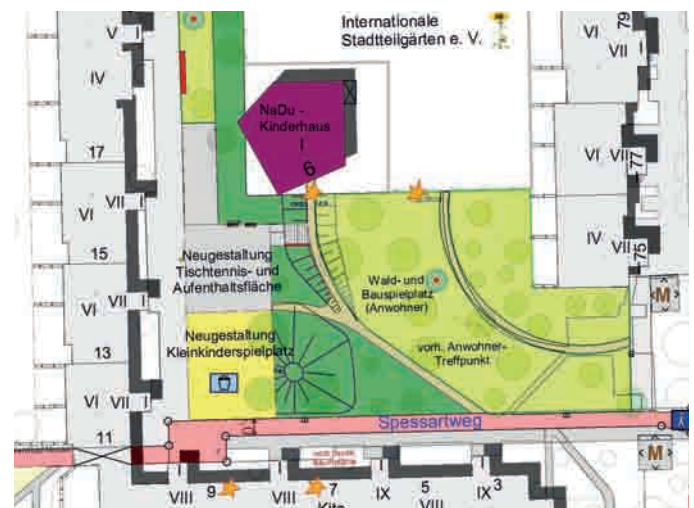 Internationale
Stadtteilgärten e. V.
79
V
I
VI
VII
I
IV
NaDu -
Kinderhaus
I
6
17
VI
VII
77
VI
VII
I
IV
VII
75
15
Neugestaltung
Tischtennis- und
Aufenthaltsfläche
Wald- und
Bauspielplatz
(Anwohner)
M
VI
VII
I
Neugestaltung
Kleinkinderspielplatz
vorh. Anwohner-
Treffpunkt
13
VI
VII
I
Spessartweg
11
M
VIII
9
VIII
7
IX
5
IX
3
Kita
VIII